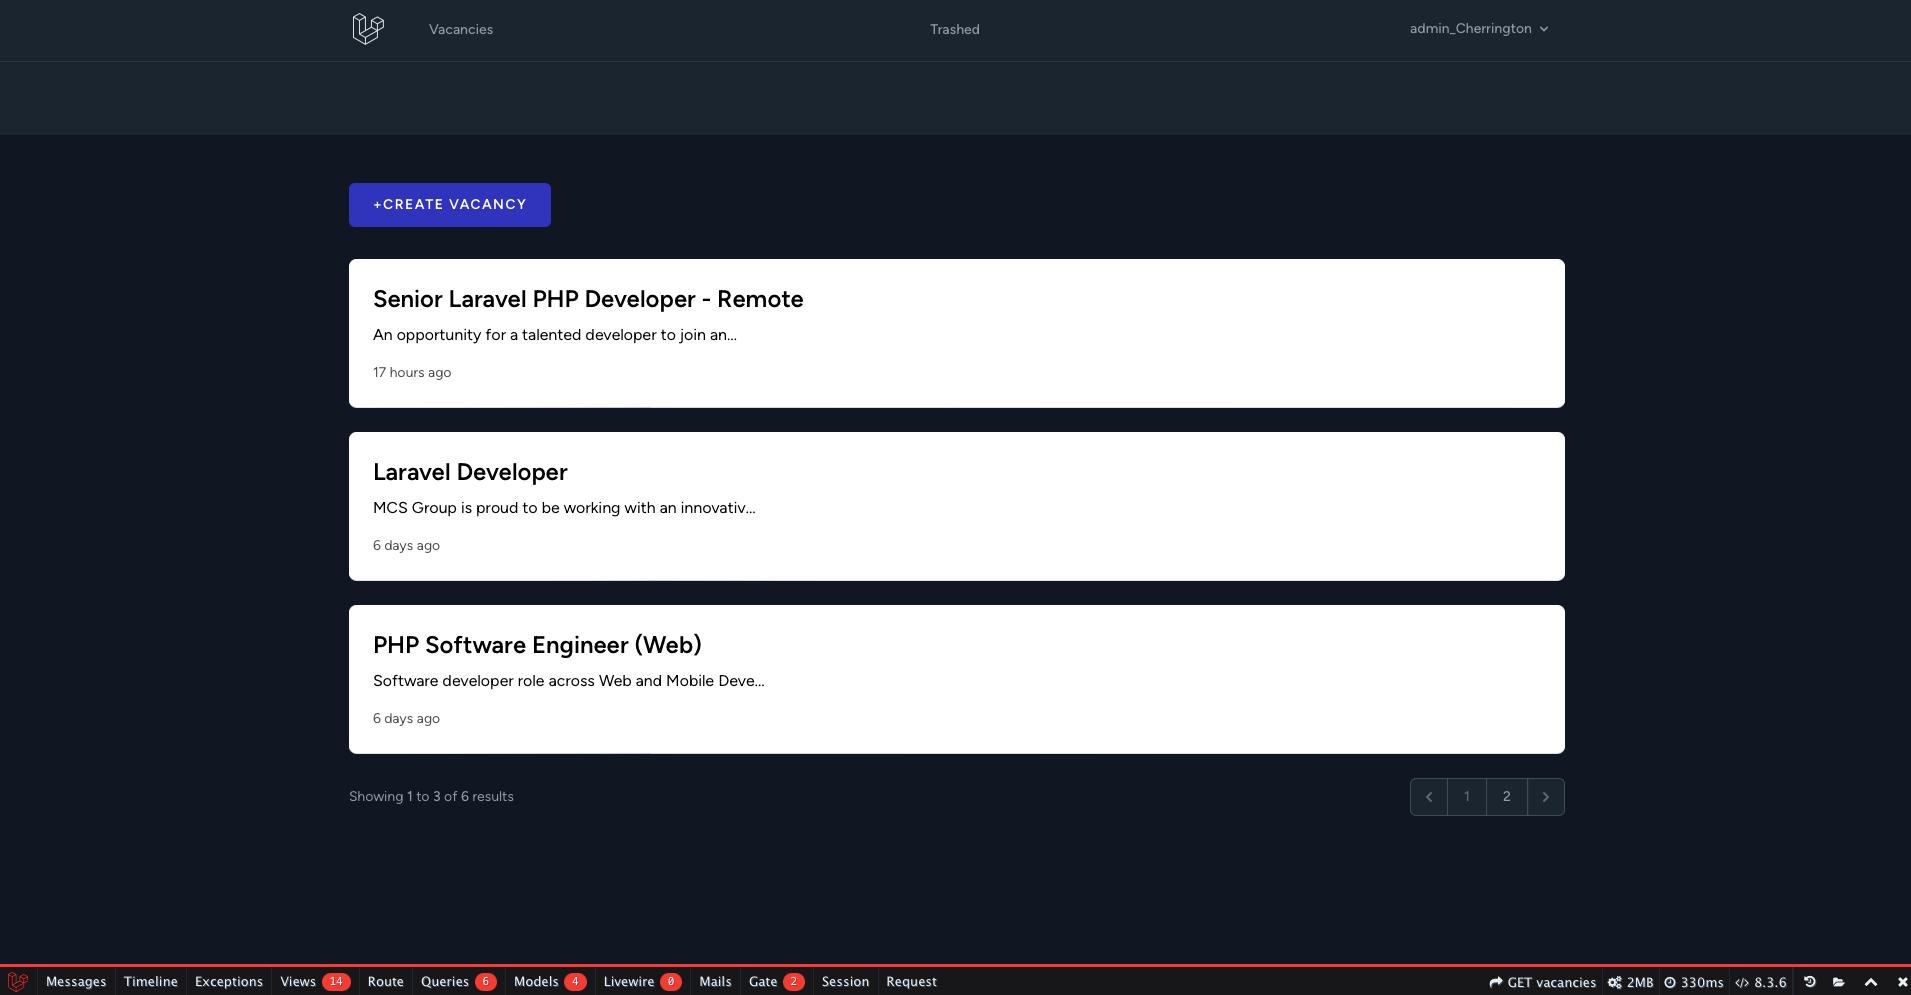 Vacancies Trashed admin_Cherrington
+CREATE VACANCY
Senior Laravel PHP Developer - Remote
An opportunity for a talented developer to join an...
17 hours ago
Laravel Developer
MCS Group is proud to be working with an innovativ...
6 days ago
PHP Software Engineer (Web)
Software developer role across Web and Mobile Deve...
6 days ago
Showing 1 to 3 of 6 results 1 2
Messages Timeline Exceptions Views 14 Route Queries 6 Models 4 Livewire 0 Mails Gate 2 Session Request GET vacancies 2MB 330ms 8.3.6